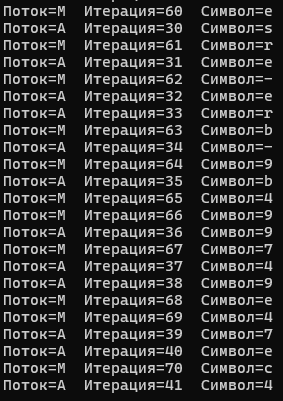 Поток=M  Итерация=60  Символ=e
Поток=A  Итерация=30  Символ=s
Поток=M  Итерация=61  Символ=r
Поток=A  Итерация=31  Символ=e
Поток=M  Итерация=62  Символ=-
Поток=A  Итерация=32  Символ=e
Поток=A  Итерация=33  Символ=r
Поток=M  Итерация=63  Символ=b
Поток=A  Итерация=34  Символ=-
Поток=M  Итерация=64  Символ=9
Поток=A  Итерация=35  Символ=b
Поток=M  Итерация=65  Символ=4
Поток=M  Итерация=66  Символ=9
Поток=A  Итерация=36  Символ=9
Поток=M  Итерация=67  Символ=7
Поток=A  Итерация=37  Символ=4
Поток=A  Итерация=38  Символ=9
Поток=M  Итерация=68  Символ=e
Поток=M  Итерация=69  Символ=4
Поток=A  Итерация=39  Символ=7
Поток=A  Итерация=40  Символ=e
Поток=M  Итерация=70  Символ=c
Поток=A  Итерация=41  Символ=4